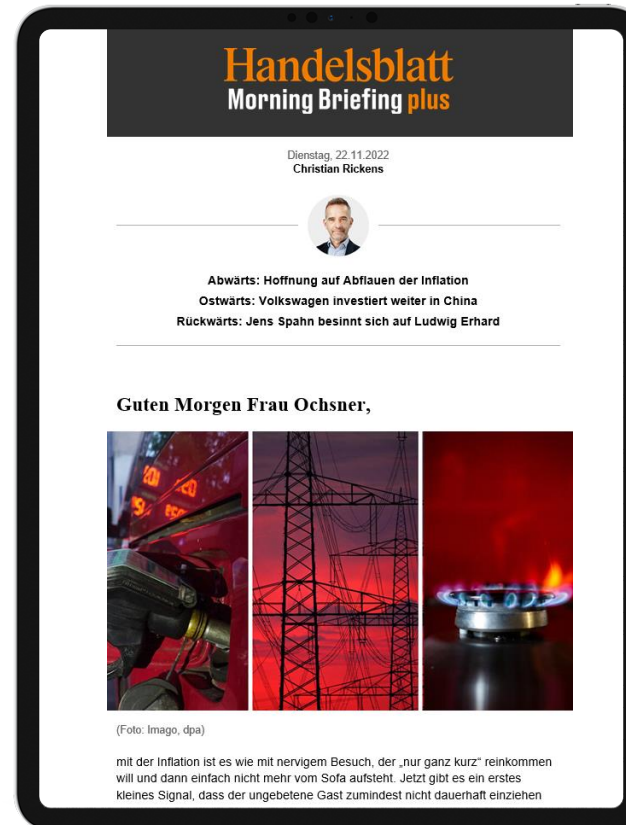 Handelsblatt
Morning Briefing plus
Dienstag, 22.11.2022
Christian Rickens
Abwärts: Hoffnung auf Abflauen der Inflation
Ostwärts: Volkswagen investiert weiter in China
Rückwärts: Jens Spahn besinnt sich auf Ludwig Erhard
Guten Morgen Frau Ochsner,
(Foto: Imago, dpa)
mit der Inflation ist es wie mit nervigem Besuch, der „nur ganz kurz“ reinkommen
will und dann einfach nicht mehr vom Sofa aufsteht. Jetzt gibt es ein erstes
kleines Signal, dass der ungebetene Gast zumindest nicht dauerhaft einziehen